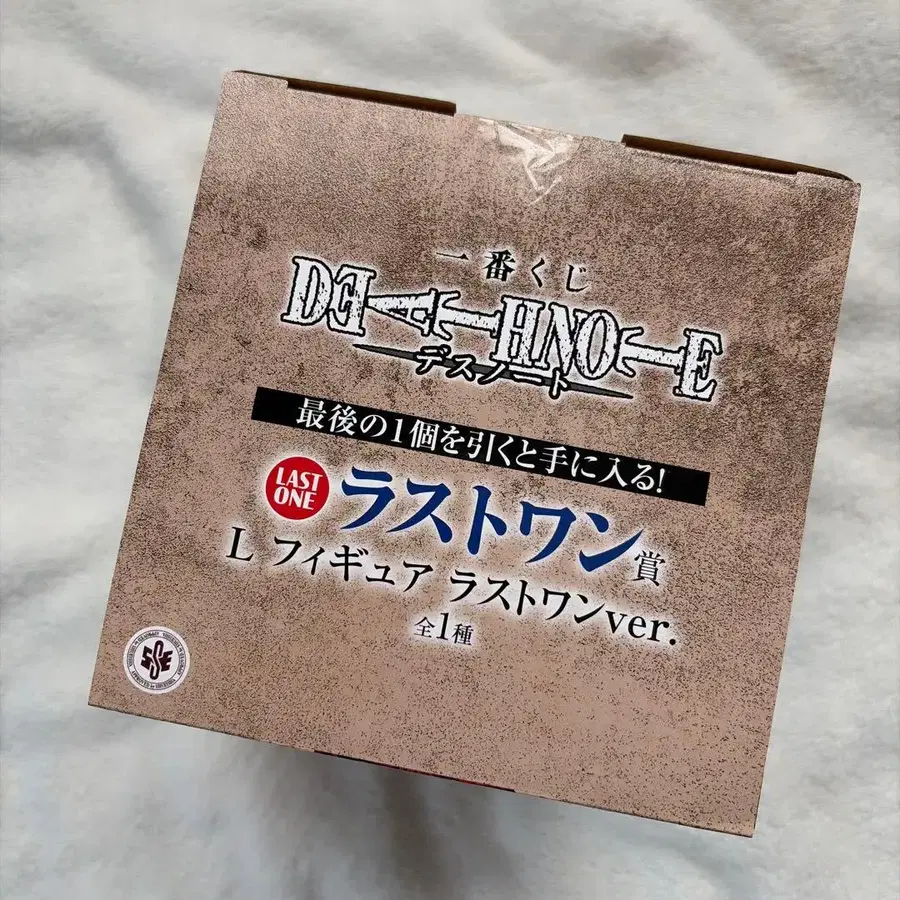 一番くじ
DEATH NOTE
デスノート
最後の1個を引くと手に入る!
LAST
ONE
ラストワン賞
L フィギュア ラストワンver.
全1種